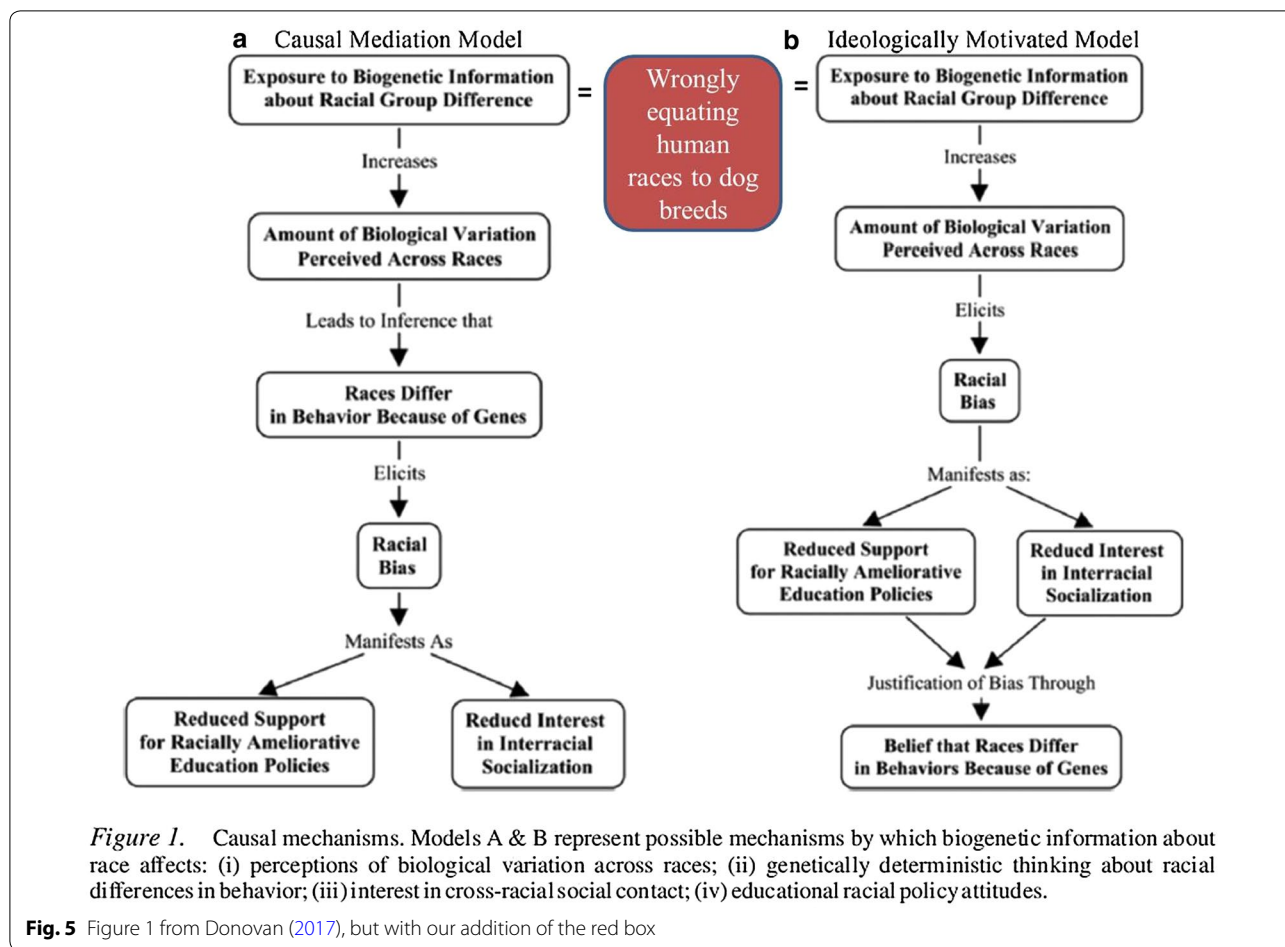 a Causal Mediation Model
Exposure to Biogenetic Information
about Racial Group Difference
Increases
Amount of Biological Variation
Perceived Across Races
Leads to Inference that
Races Differ
in Behavior Because of Genes
Elicits
Racial
Bias
Manifests As
Reduced Support
for Racially Ameliorative
Education Policies
Reducd Interest
in Interracial
Socialization
=
Wrongly
equating
human
races to dog
breeds
=
b Ideologically Motivated Model
Exposure to Biogenetic Information
about Racial Group Difference
Increases
Amount of Biological Variation
Perceived Across Races
Elicits
Racial
Bias
Manifests as:
Reduced Support
for Racially Ameliorative
Education Policies
Reducd Interest
in Interracial
Socialization
Justification of Bias Through
Belief that Races Differ
in Behaviors Because of Genes
Figure 1. Causal mechanisms. Models A & B represent possible mechanisms by which biogenetic information about
race affects: (i) perceptions of biological variation across races; (ii) genetically deterministic thinking about racial
differences in behavior; (iii) interest in cross-racial social contact; (iv) educational racial policy attitudes.
Fig. 5 Figure 1 from Donovan (2017), but with our addition of the red box